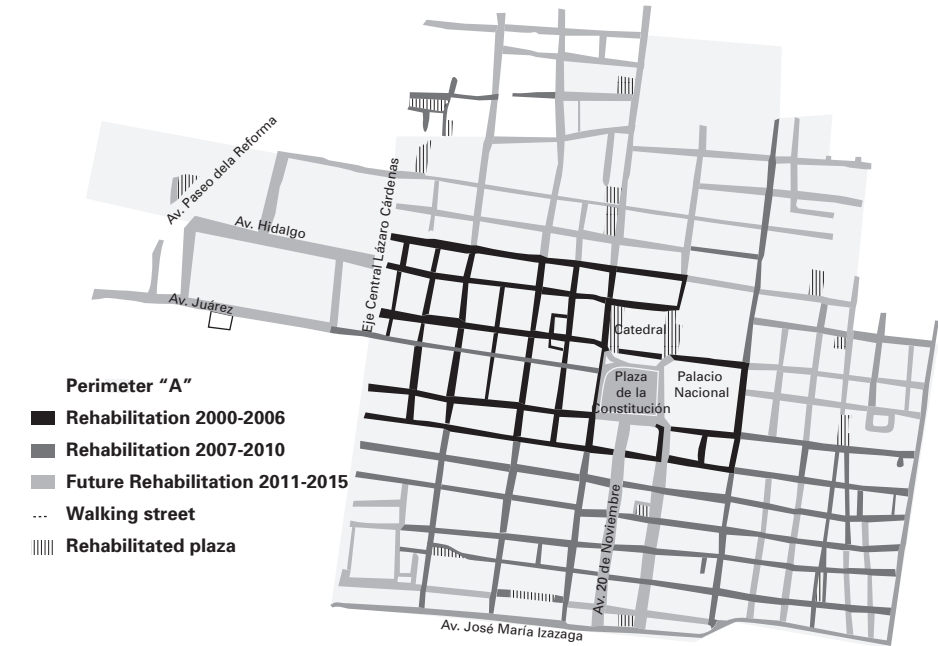 Av. Paseo dela Reforma
Av. Hidalgo
Eje Central Lázaro Cárdenas
Av. Juárez
Catedral
Plaza
de la
Constitución
Palacio
Nacional
Perimeter “A”
Rehabilitation 2000-2006
Rehabilitation 2007-2010
Future Rehabilitation 2011-2015
Walking street
Rehabilitated plaza
Av. 20 de Noviembre
Av. José María Izazaga